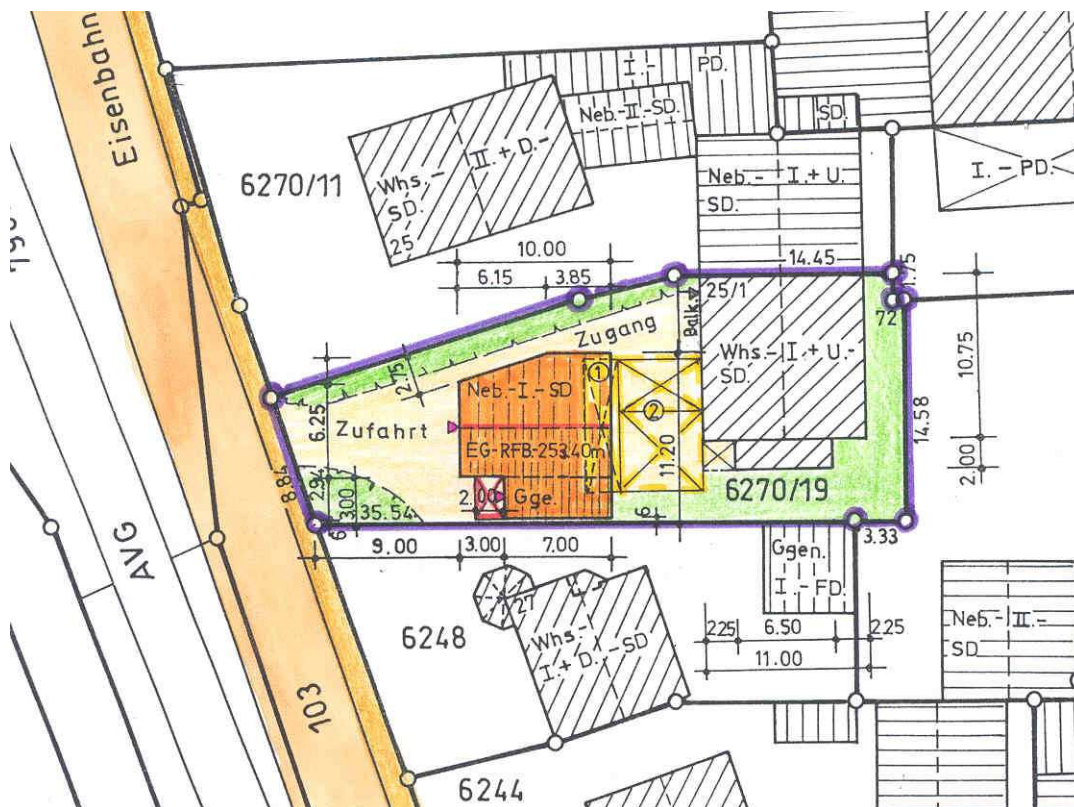 Eisenbahn
6270/11
Whs.-
SD.
II. + D.-
25
I.-
PD.
Neb.-II.-SD.
SD.
I. - PD.
Neb.-
SD.
I. + U.
10.00
6.15
3.85
14.45
1.75
72
25/1
Balk.
Zugang
Whs.-I. + U.-
SD.
10.75
2.75
Neb.-I.-SD
①
②
6.25
Zufahrt
EG-RFB-253.40m
11.20
14.58
2.00
8.84
2.94
3.00
35.54
2.00
Gge.
6270/19
6
6
3.33
9.00
3.00
7.00
Ggen.
I.-FD.
AVG
27
6248
Whs.-
I. + D.-SD
225
6.50
2.25
11.00
Neb.-II.-
SD
103
6244